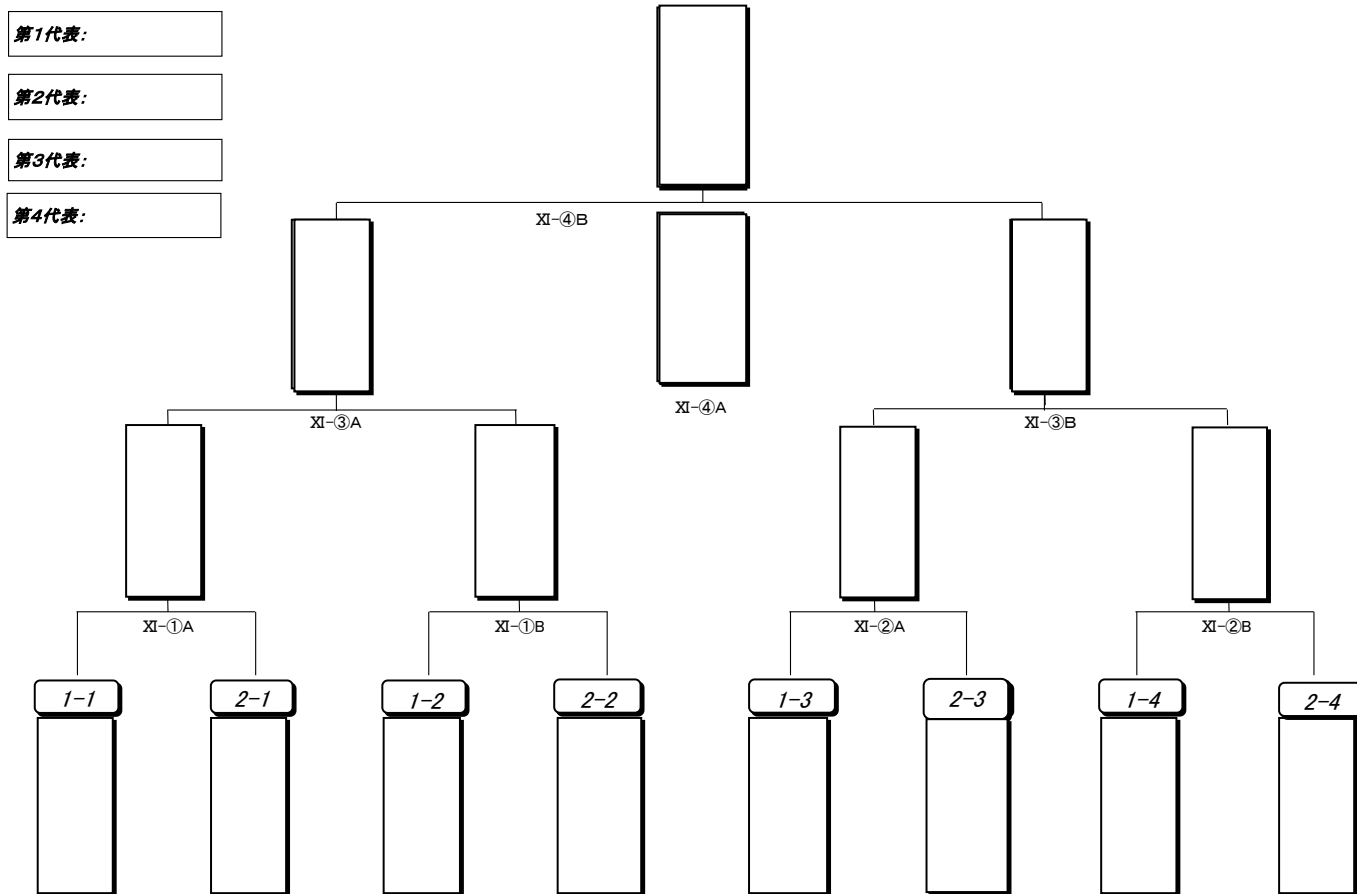 第1代表:
第2代表:
第3代表:
第4代表:
XI-④B
XI-④A
XI-③A
XI-③B
XI-①A
XI-①B
XI-②A
XI-②B
1-1
2-1
1-2
2-2
1-3
2-3
1-4
2-4